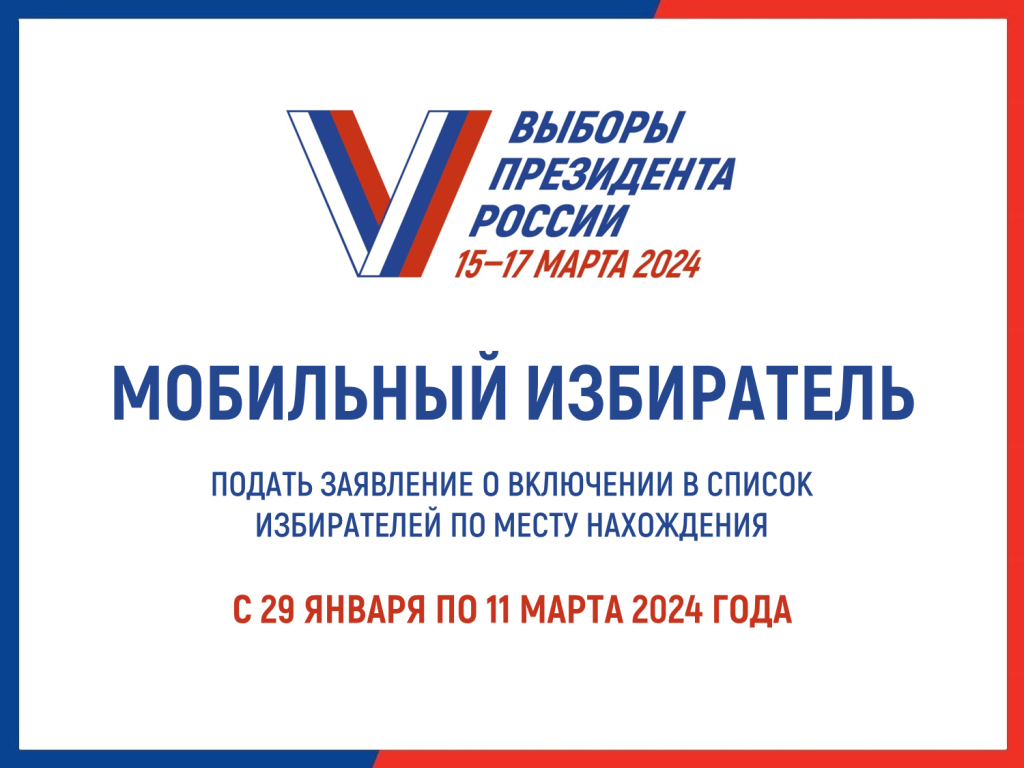 ВЫБОРЫ
ПРЕЗИДЕНТА
РОССИИ
15–17 МАРТА 2024
МОБИЛЬНЫЙ ИЗБИРАТЕЛЬ
ПОДАТЬ ЗАЯВЛЕНИЕ О ВКЛЮЧЕНИИ В СПИСОК
ИЗБИРАТЕЛЕЙ ПО МЕСТУ НАХОЖДЕНИЯ
С 29 ЯНВАРЯ ПО 11 МАРТА 2024 ГОДА